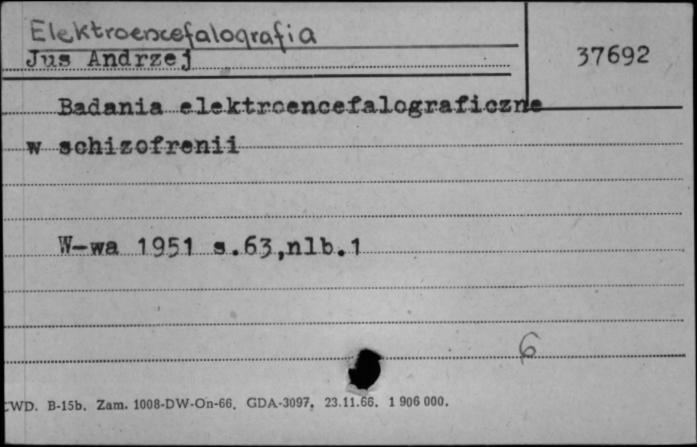 Elektroencefalografia
Jus Andrzej
37692
Badania elektroencefalograficzne
w schizofrenii
W-wa 1951 s.63,nlb.1
6
CWD. B-15b. Zam. 1008-DW-On-66. GDA-3097. 23.11.66. 1 906 000.